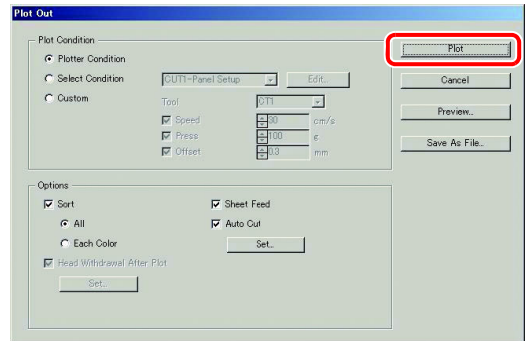 Plot Out
Plot Condition
Plotter Condition
Select Condition
CUT1-Panel Setup
Edit...
Custom
Tool
CT1
Speed
30
cm/s
Press
100
g
Offset
0.3
mm
Plot
Cancel
Preview...
Save As File...
Options
Sort
All
Each Color
Head Withdrawal After Plot
Set...
Sheet Feed
Auto Cut
Set...